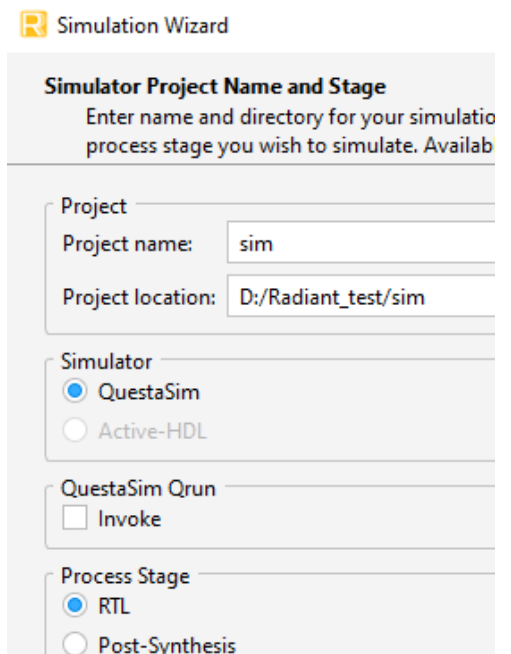 Simulation Wizard
Simulator Project Name and Stage
Enter name and directory for your simulatio
process stage you wish to simulate. Availab
Project
Project name: sim
Project location: D:/Radiant_test/sim
Simulator
QuestaSim
Active-HDL
QuestaSim Qrun
Invoke
Process Stage
RTL
Post-Synthesis